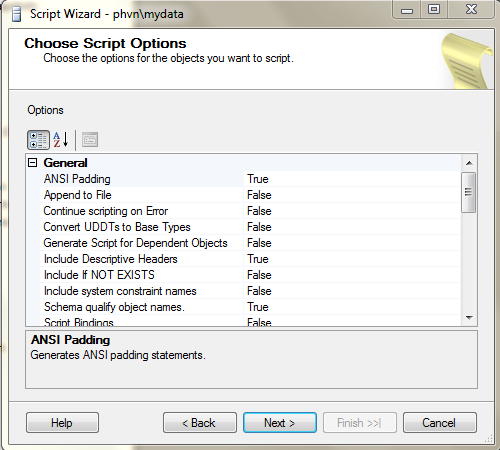 Script Wizard - phvn\mydata
Choose Script Options
Choose the options for the objects you want to script.
Options
General
ANSI Padding True
Append to File False
Continue scripting on Error False
Convert UDDTs to Base Types False
Generate Script for Dependent Objects False
Include Descriptive Headers True
Include If NOT EXISTS False
Include system constraint names False
Schema qualify object names. True
Script Bindings False
ANSI Padding
Generates ANSI padding statements.
Help < Back Next > Finish >>| Cancel